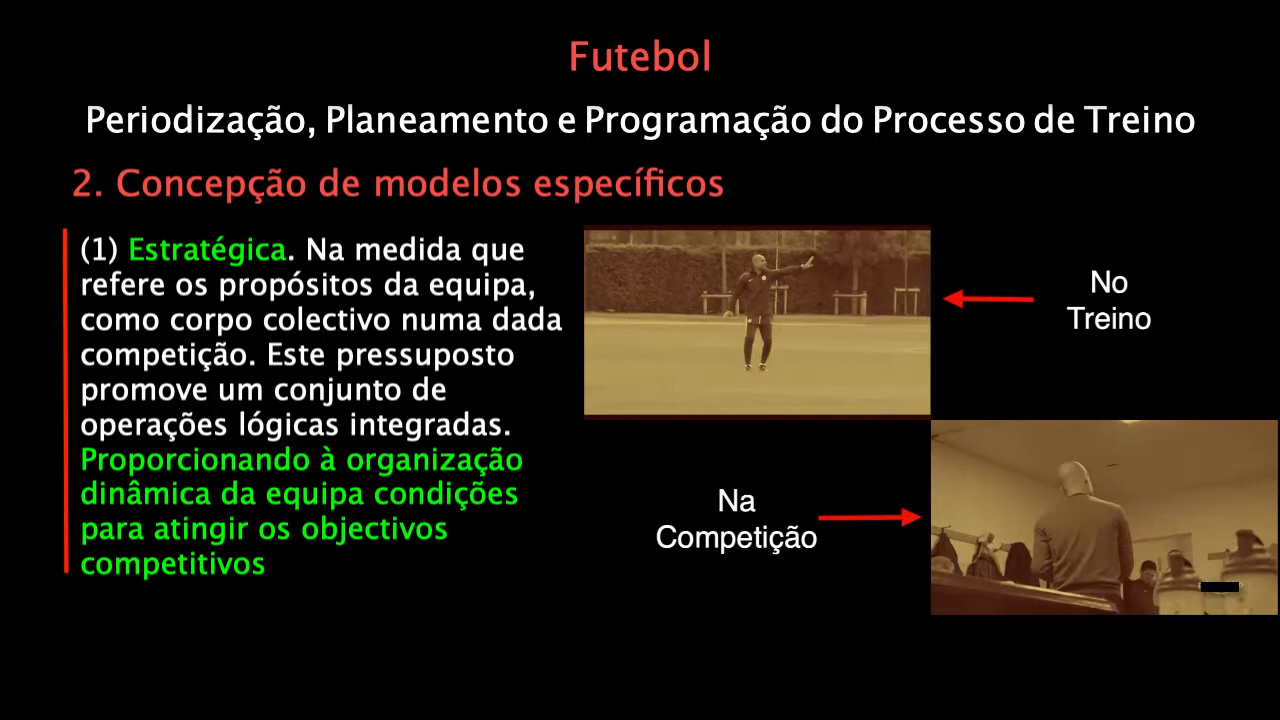 Futebol
Periodização, Planeamento e Programação do Processo de Treino
2. Concepção de modelos específicos
(1) Estratégica. Na medida que
refere os propósitos da equipa,
como corpo colectivo numa dada
competição. Este pressuposto
promove um conjunto de
operações lógicas integradas.
Proporcionando à organização
dinâmica da equipa condições
para atingir os objectivos
competitivos
No
Treino
Na
Competição